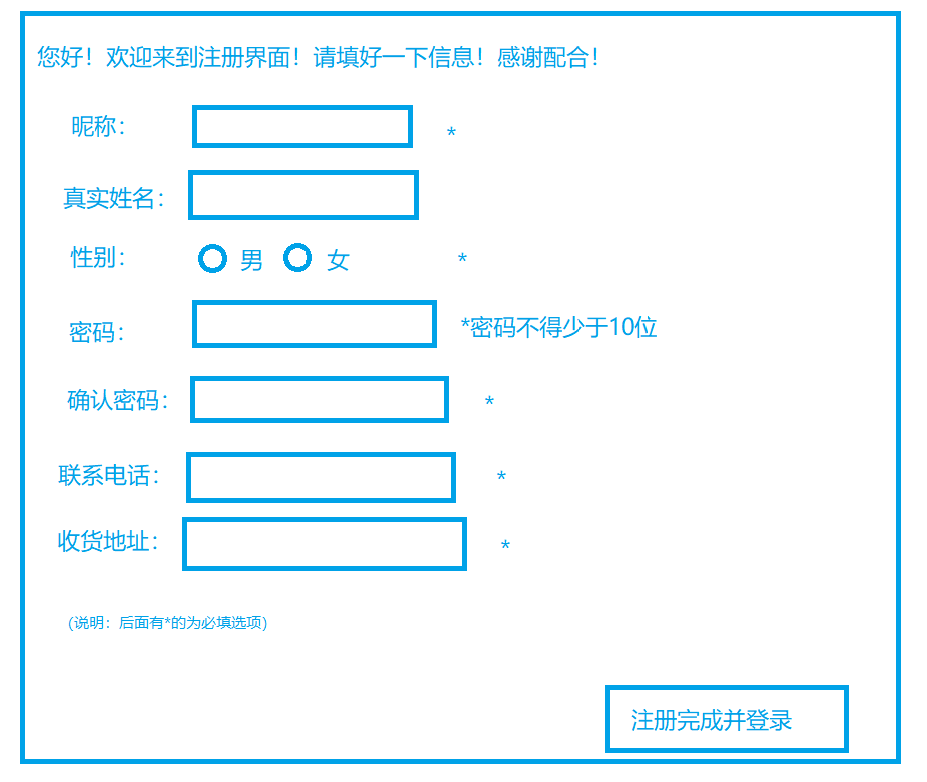 您好！欢迎来到注册界面！请填好一下信息！感谢配合！
昵称： *
真实姓名：
性别： 男 女 *
密码： *密码不得少于10位
确认密码： *
联系电话： *
收货地址： *
(说明：后面有*的为必填选项)
注册完成并登录